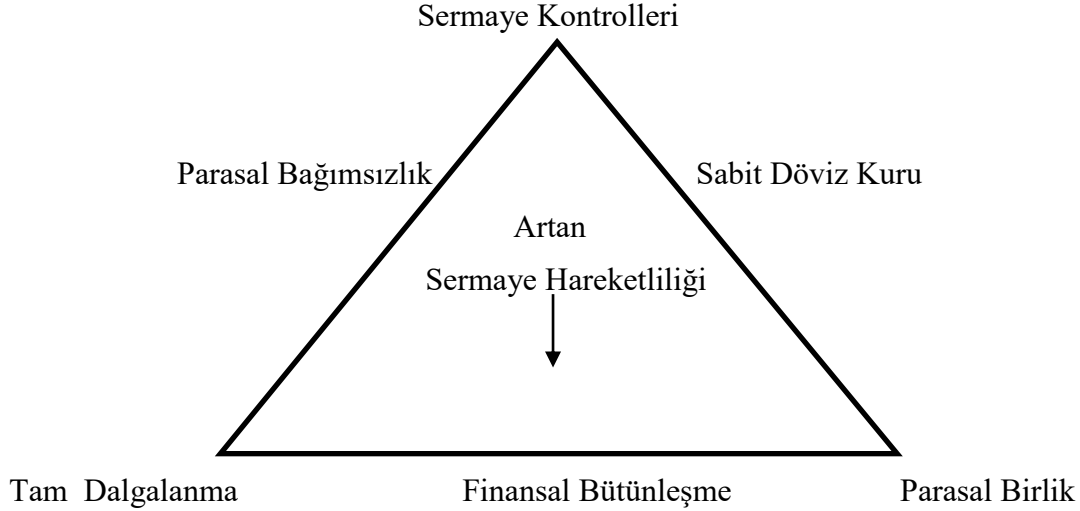 Sermaye Kontrolleri
Parasal Bağımsızlık
Sabit Döviz Kuru
Artan
Sermaye Hareketliliği
Tam Dalgalanma
Finansal Bütünleşme
Parasal Birlik